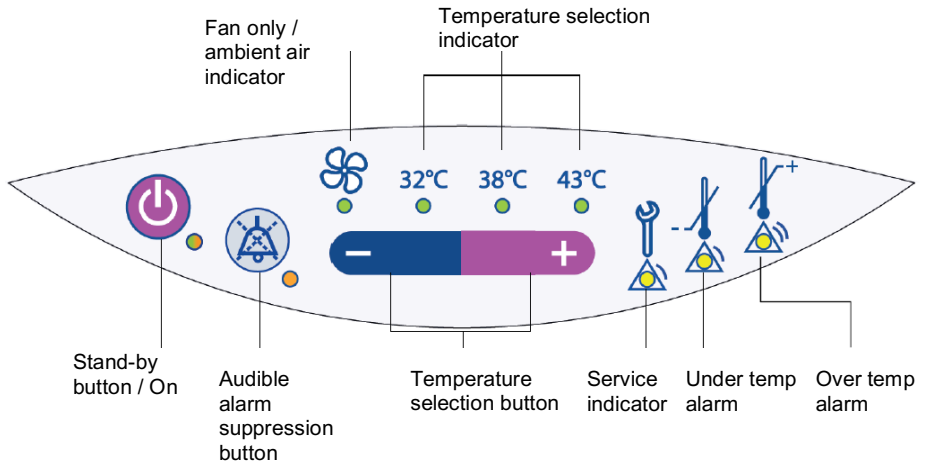 Fan only /
ambient air
indicator
Temperature selection
indicator
32°C 38°C 43°C
- +
- - +
Stand-by
button / On
Audible
alarm
suppression
button
Temperature
selection button
Service
indicator
Under temp
alarm
Over temp
alarm